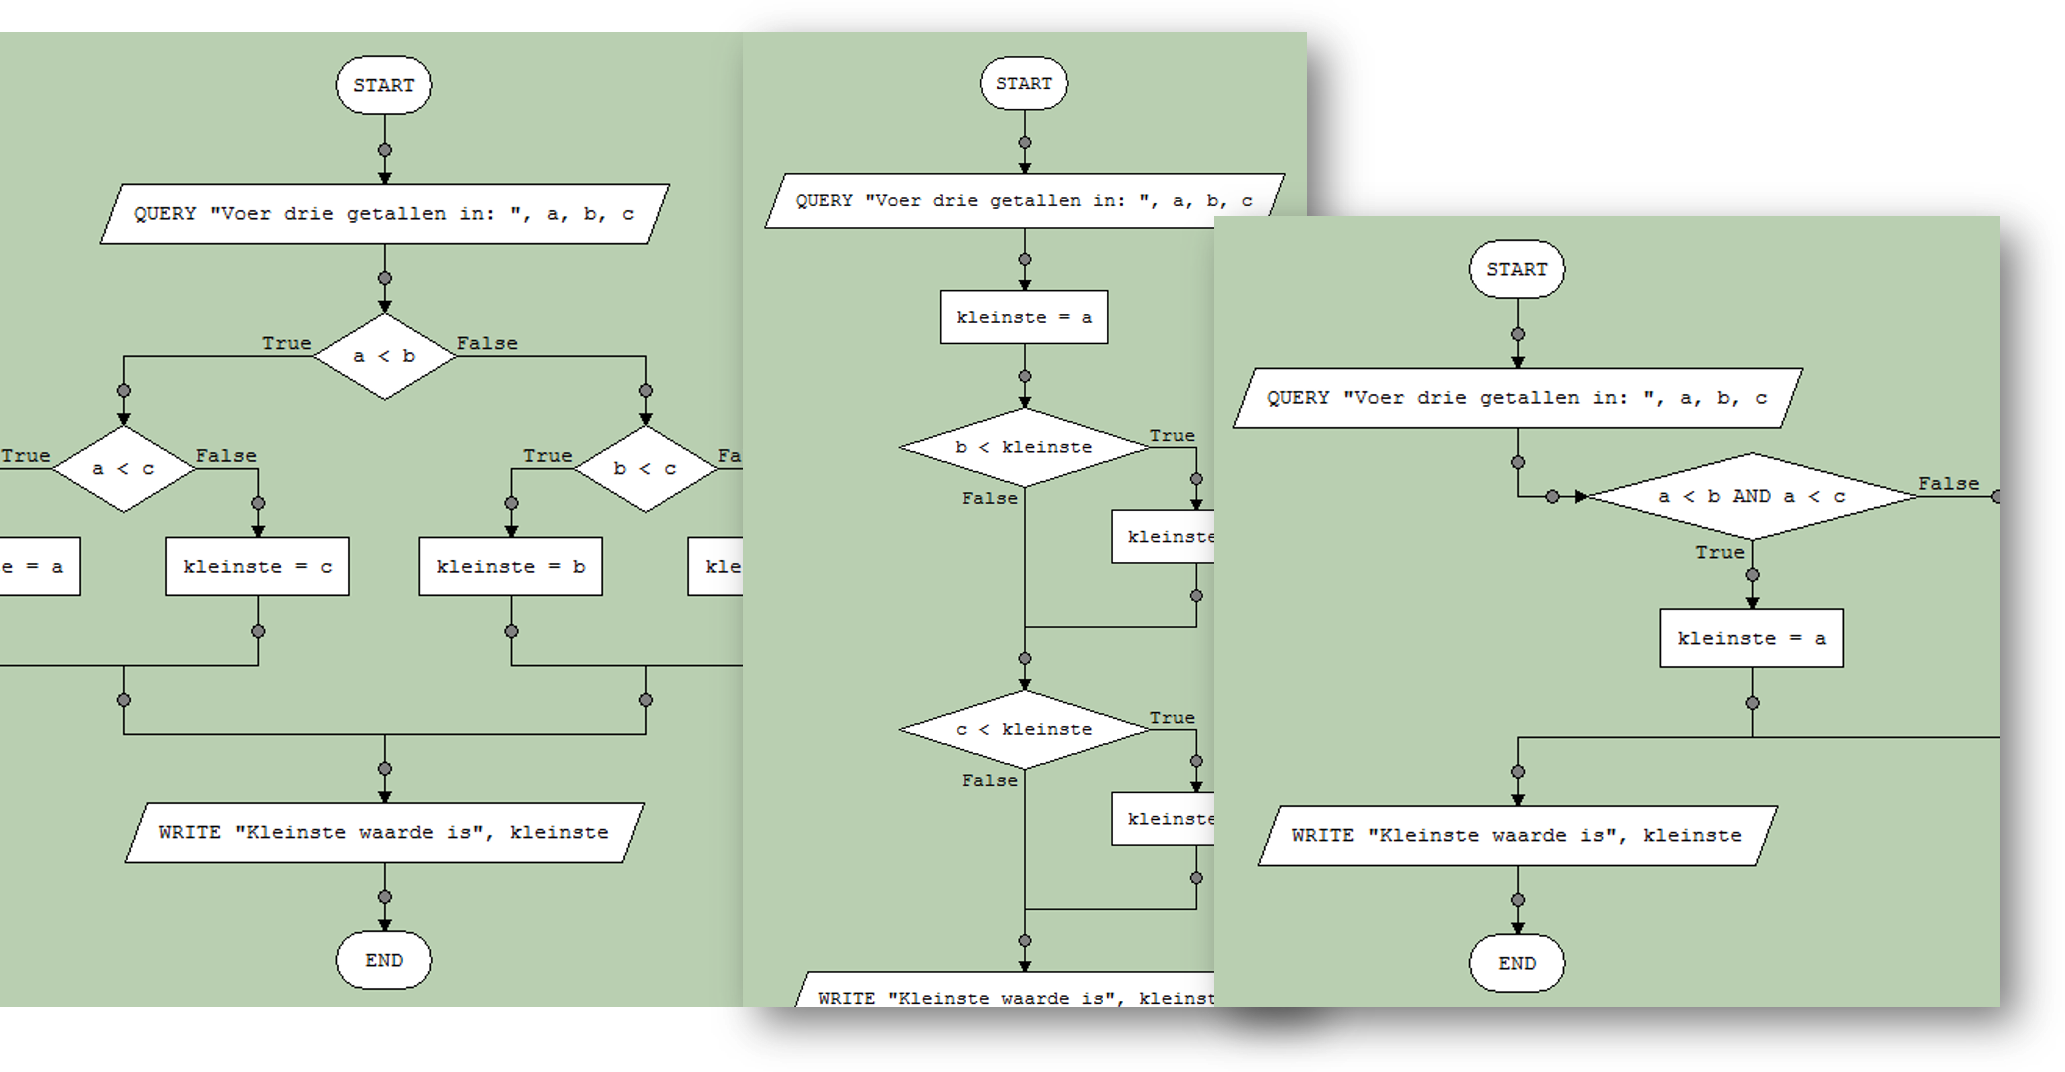 START
QUERY "Voer drie getallen in: ", a, b, c
True
a < b
False
True
a < c
False
True
b < c
e = a
kleinste = c
kleinste = b
WRITE "Kleinste waarde is", kleinste
END
START
QUERY "Voer drie getallen in: ", a, b, c
kleinste = a
b < kleinste
True
False
kleinste
c < kleinste
True
False
kleinste
WRITE "Kleinste waarde is", kleinst
START
QUERY "Voer drie getallen in: ", a, b, c
a < b AND a < c
False
True
kleinste = a
WRITE "Kleinste waarde is", kleinste
END